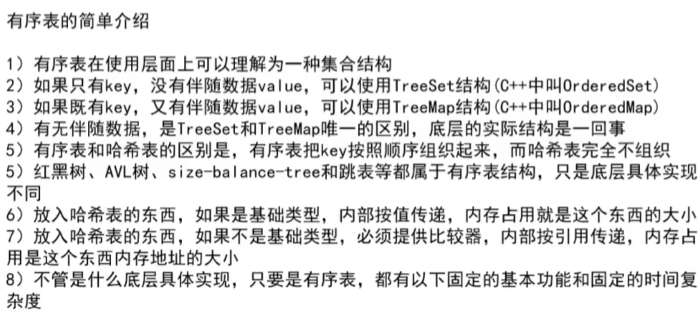 有序表的简单介绍
1）有序表在使用层面上可以理解为一种集合结构
2）如果只有key，没有伴随数据value，可以使用TreeSet结构(C++中叫OrderedSet)
3）如果既有key，又有伴随数据value，可以使用TreeMap结构(C++中叫OrderedMap)
4）有无伴随数据，是TreeSet和TreeMap唯一的区别，底层的实际结构是一回事
5）有序表和哈希表的区别是，有序表把key按照顺序组织起来，而哈希表完全不组织
5）红黑树、AVL树、size-balance-tree和跳表等都属于有序表结构，只是底层具体实现
不同
6）放入哈希表的东西，如果是基础类型，内部按值传递，内存占用就是这个东西的大小
7）放入哈希表的东西，如果不是基础类型，必须提供比较器，内部按引用传递，内存占
用是这个东西内存地址的大小
8）不管是什么底层具体实现，只要是有序表，都有以下固定的基本功能和固定的时间复
杂度